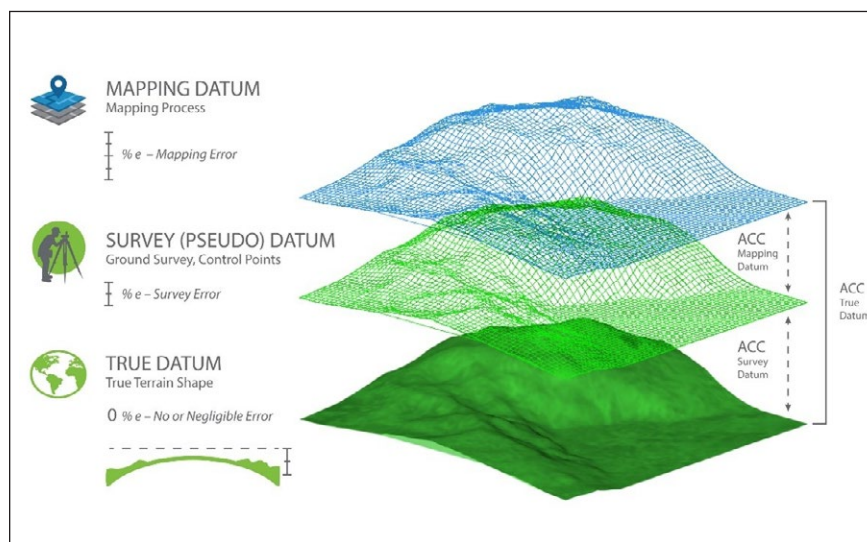 MAPPING DATUM
Mapping Process
% e – Mapping Error
SURVEY (PSEUDO) DATUM
Ground Survey, Control Points
% e – Survey Error
TRUE DATUM
True Terrain Shape
0 % e – No or Negligible Error
ACC
Mapping
Datum
ACC
Survey
Datum
ACC
True
Datum